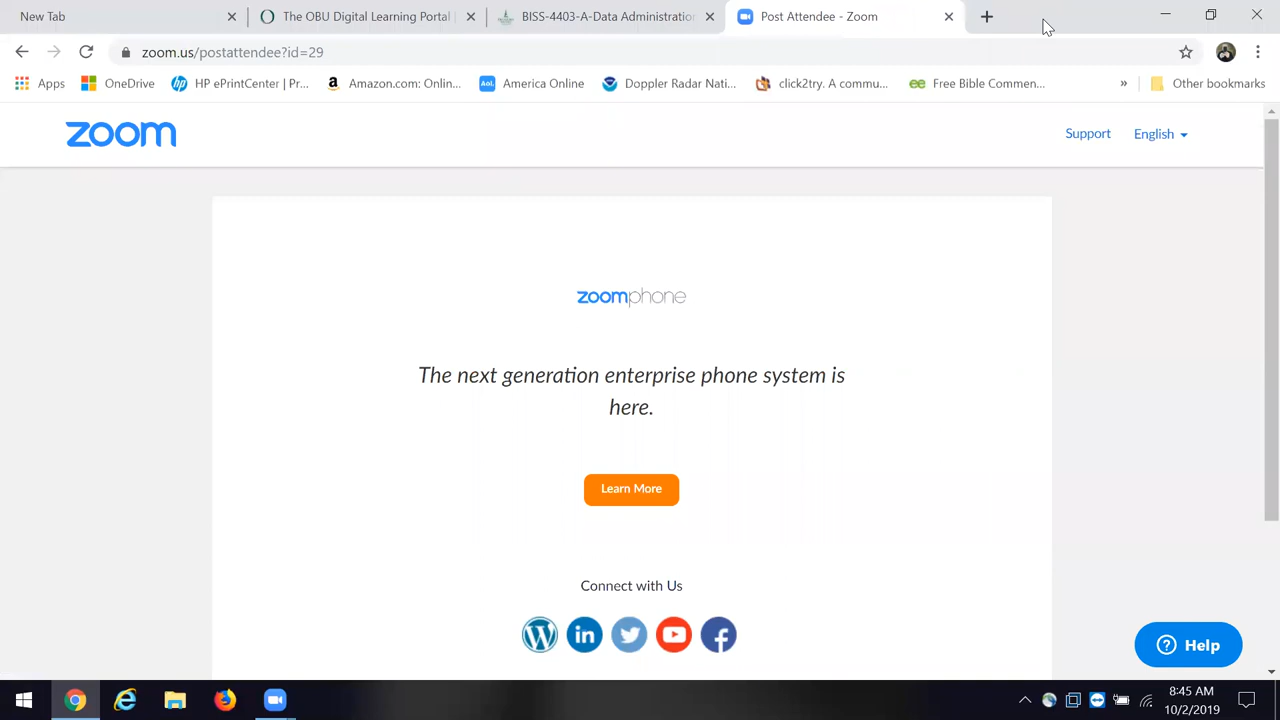 New Tab
The OBU Digital Learning Portal
BISS-4403-A-Data Administration
Post Attendee - Zoom
zoom.us/postattendee?id=29
Apps
OneDrive
HP ePrintCenter | Pr...
Amazon.com: Onlin...
America Online
Doppler Radar Nati...
click2try. A commu...
Free Bible Commen...
»
Other bookmarks
zoom
Support
English
zoomphone
The next generation enterprise phone system is
here.
Learn More
Connect with Us
Help
8:45 AM
10/2/2019